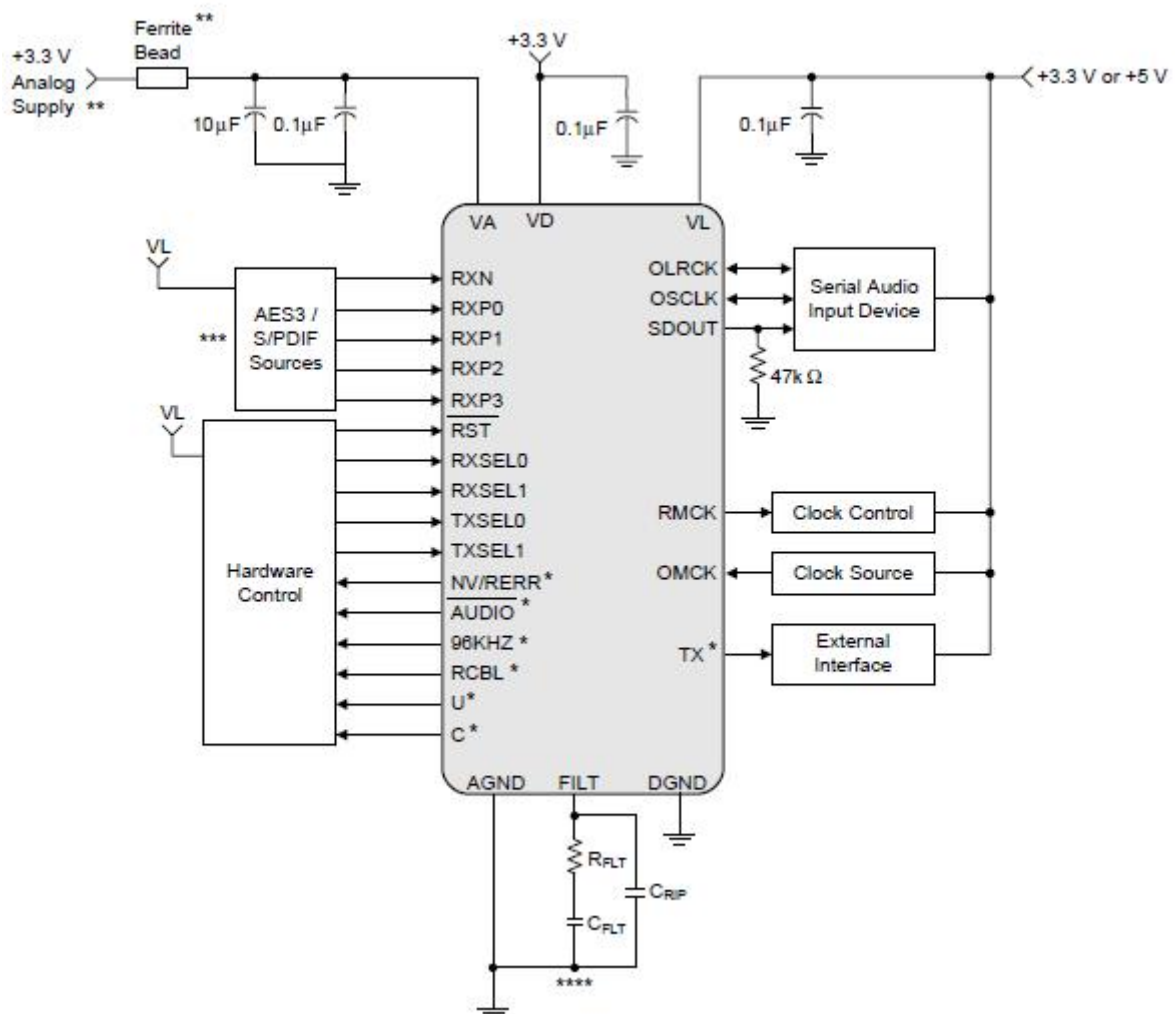 Ferrite **
Bead
+3.3 V
Analog
Supply **
+3.3 V
+3.3 V or +5 V
10µF
0.1µF
0.1µF
0.1µF
VA
VD
VL
VL
AES3 /
S/PDIF
Sources
***
RXN
RXP0
RXP1
RXP2
RXP3
RST
RXSEL0
RXSEL1
TXSEL0
TXSEL1
NV/RERR*
AUDIO*
96KHZ *
RCBL*
U*
C*
VL
Hardware
Control
OLRCK
OSCLK
SDOUT
Serial Audio
Input Device
47k Ω
RMCK
Clock Control
OMCK
Clock Source
TX*
External
Interface
AGND
FILT
DGND
RFLT
CRIP
CFLT
****